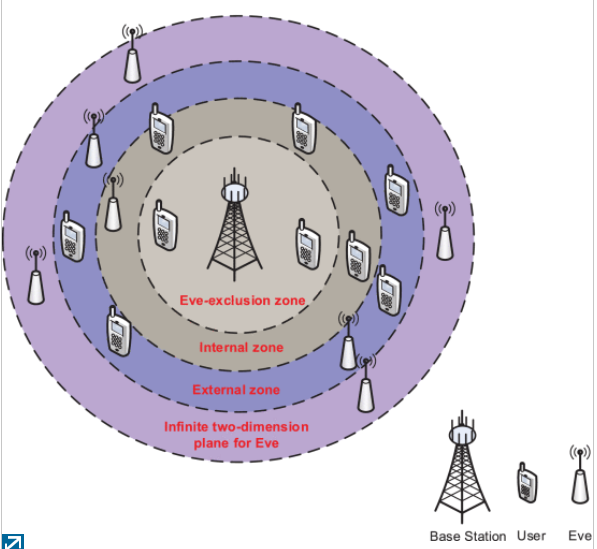 Eve-exclusion zone
Internal zone
External zone
Infinite two-dimension
plane for Eve
Base Station User Eve